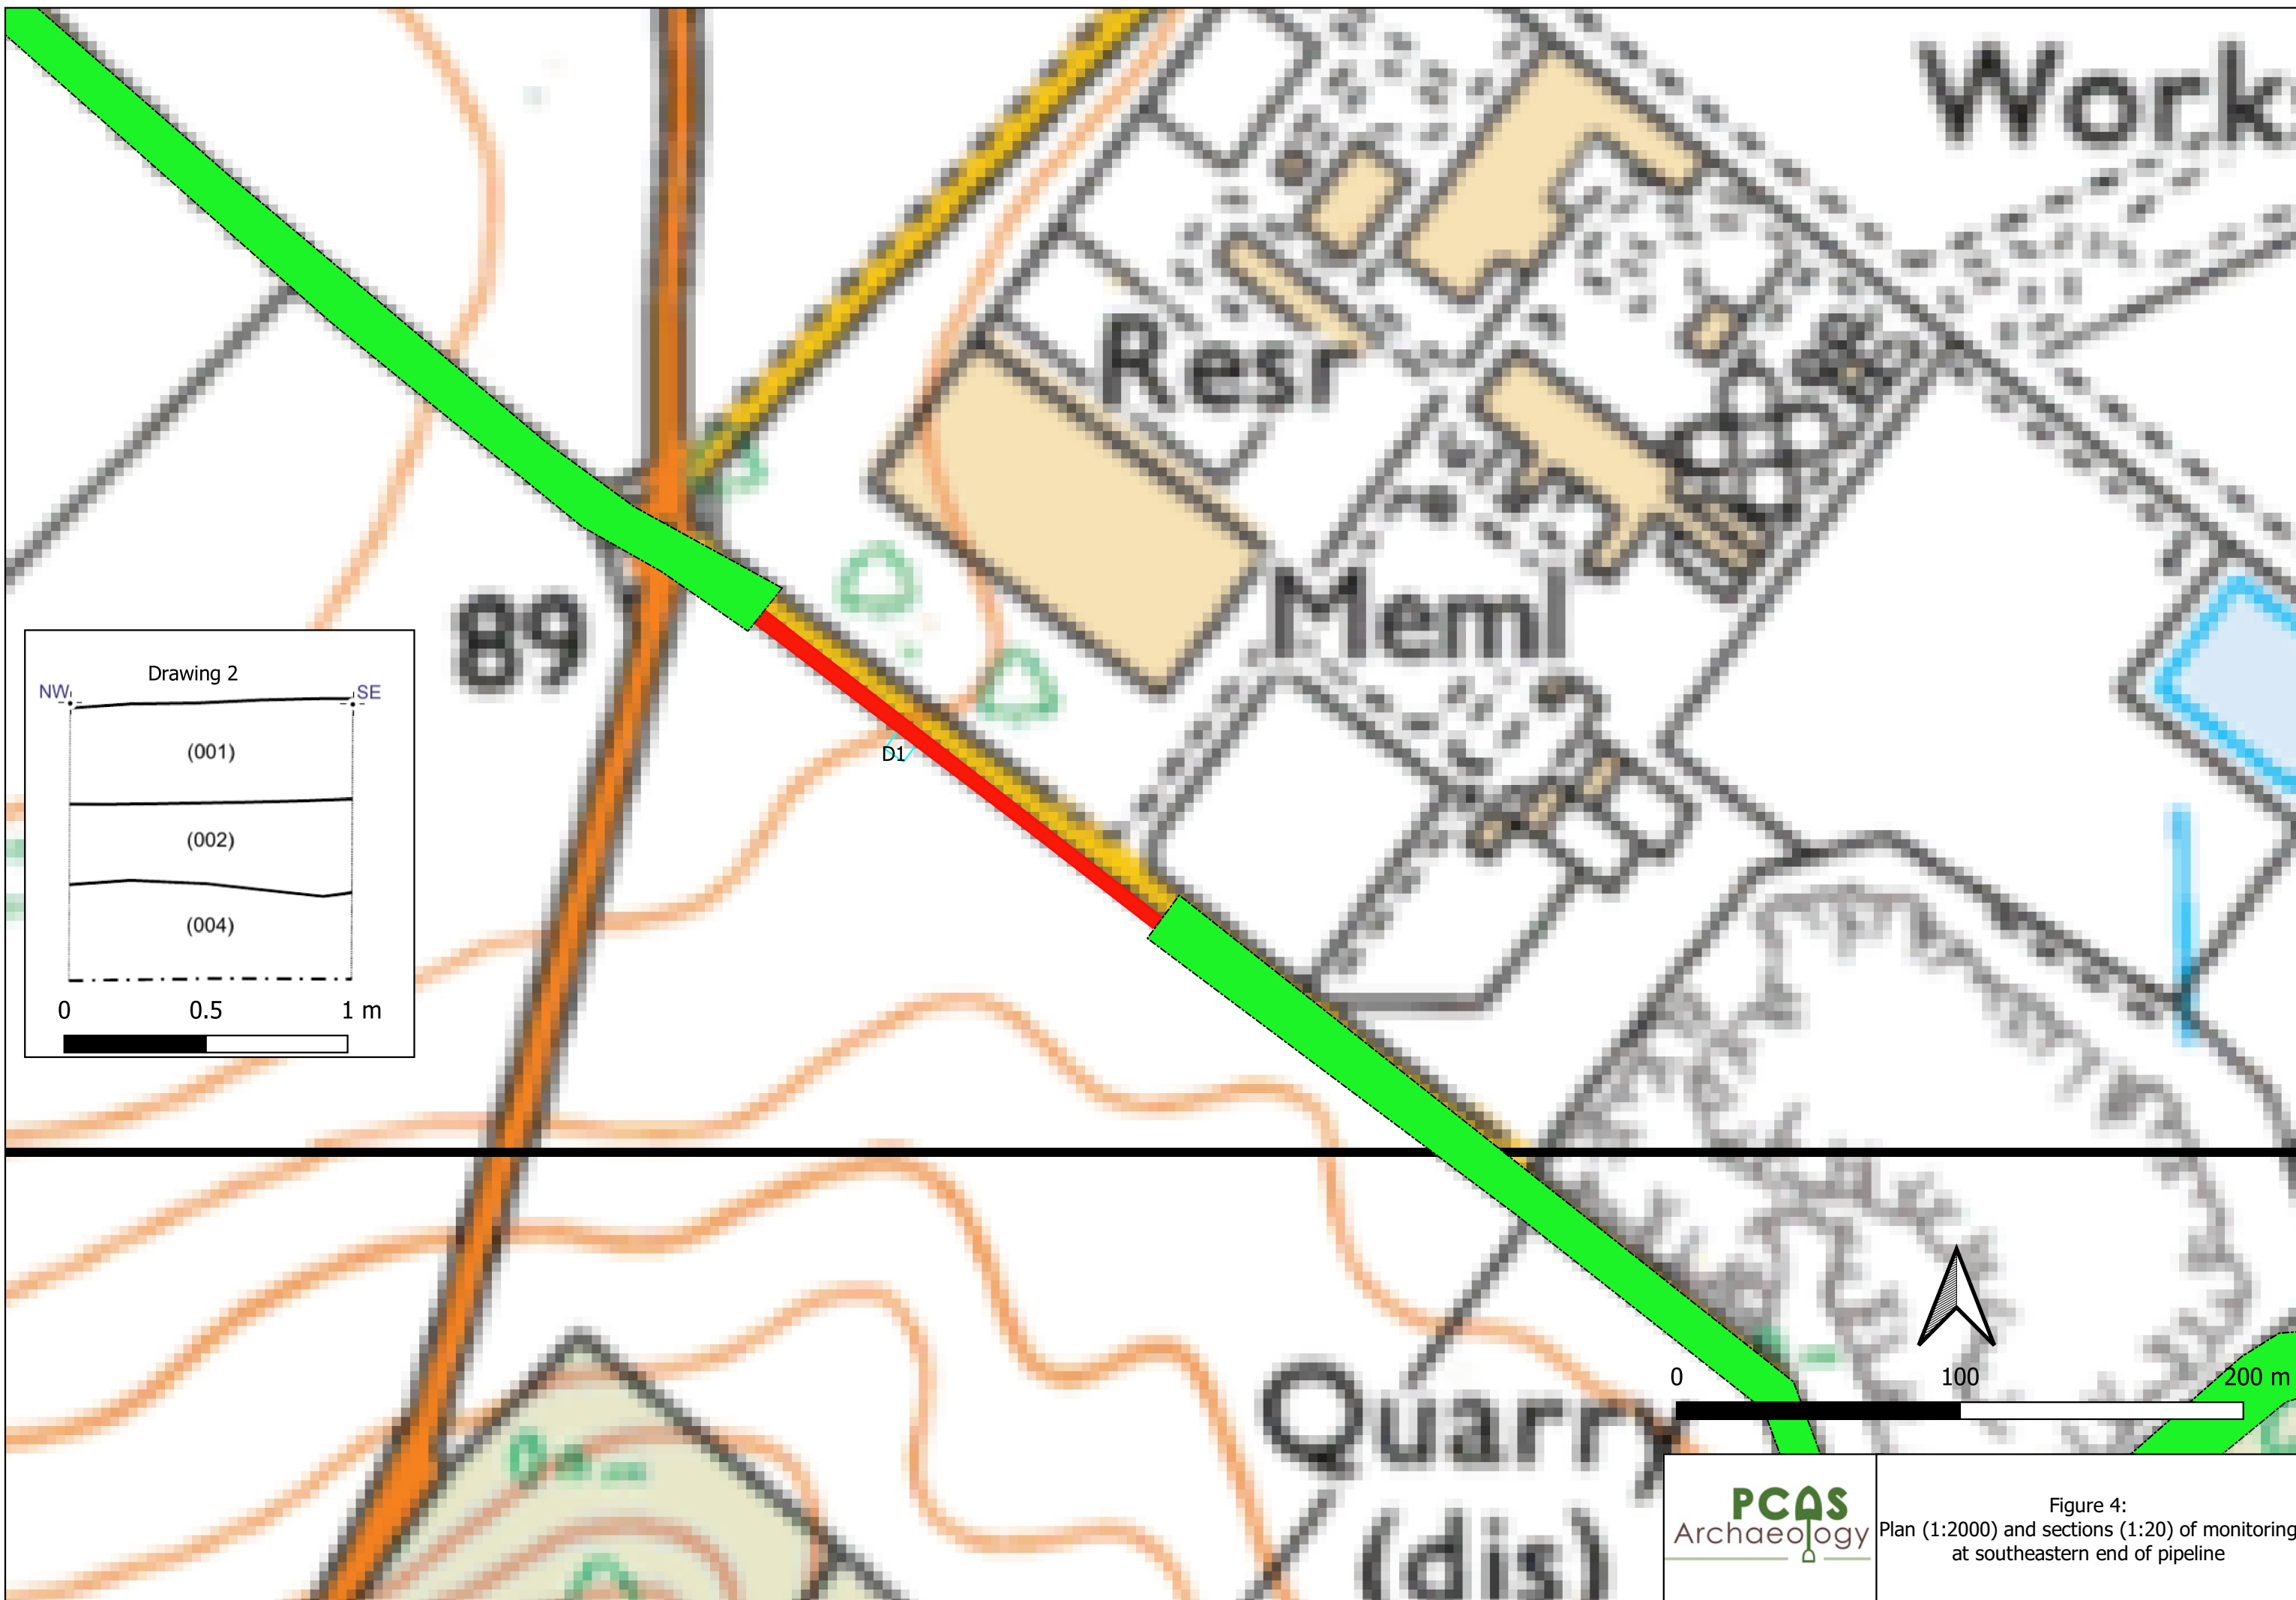 Work
Resr
Meml
89
D1
Drawing 2
NW
SE
(001)
(002)
(004)
0 0.5 1 m
Quarry
(dis)
0 100 200 m
PCAS
Archaeology
Figure 4:
Plan (1:2000) and sections (1:20) of monitoring
at southeastern end of pipeline